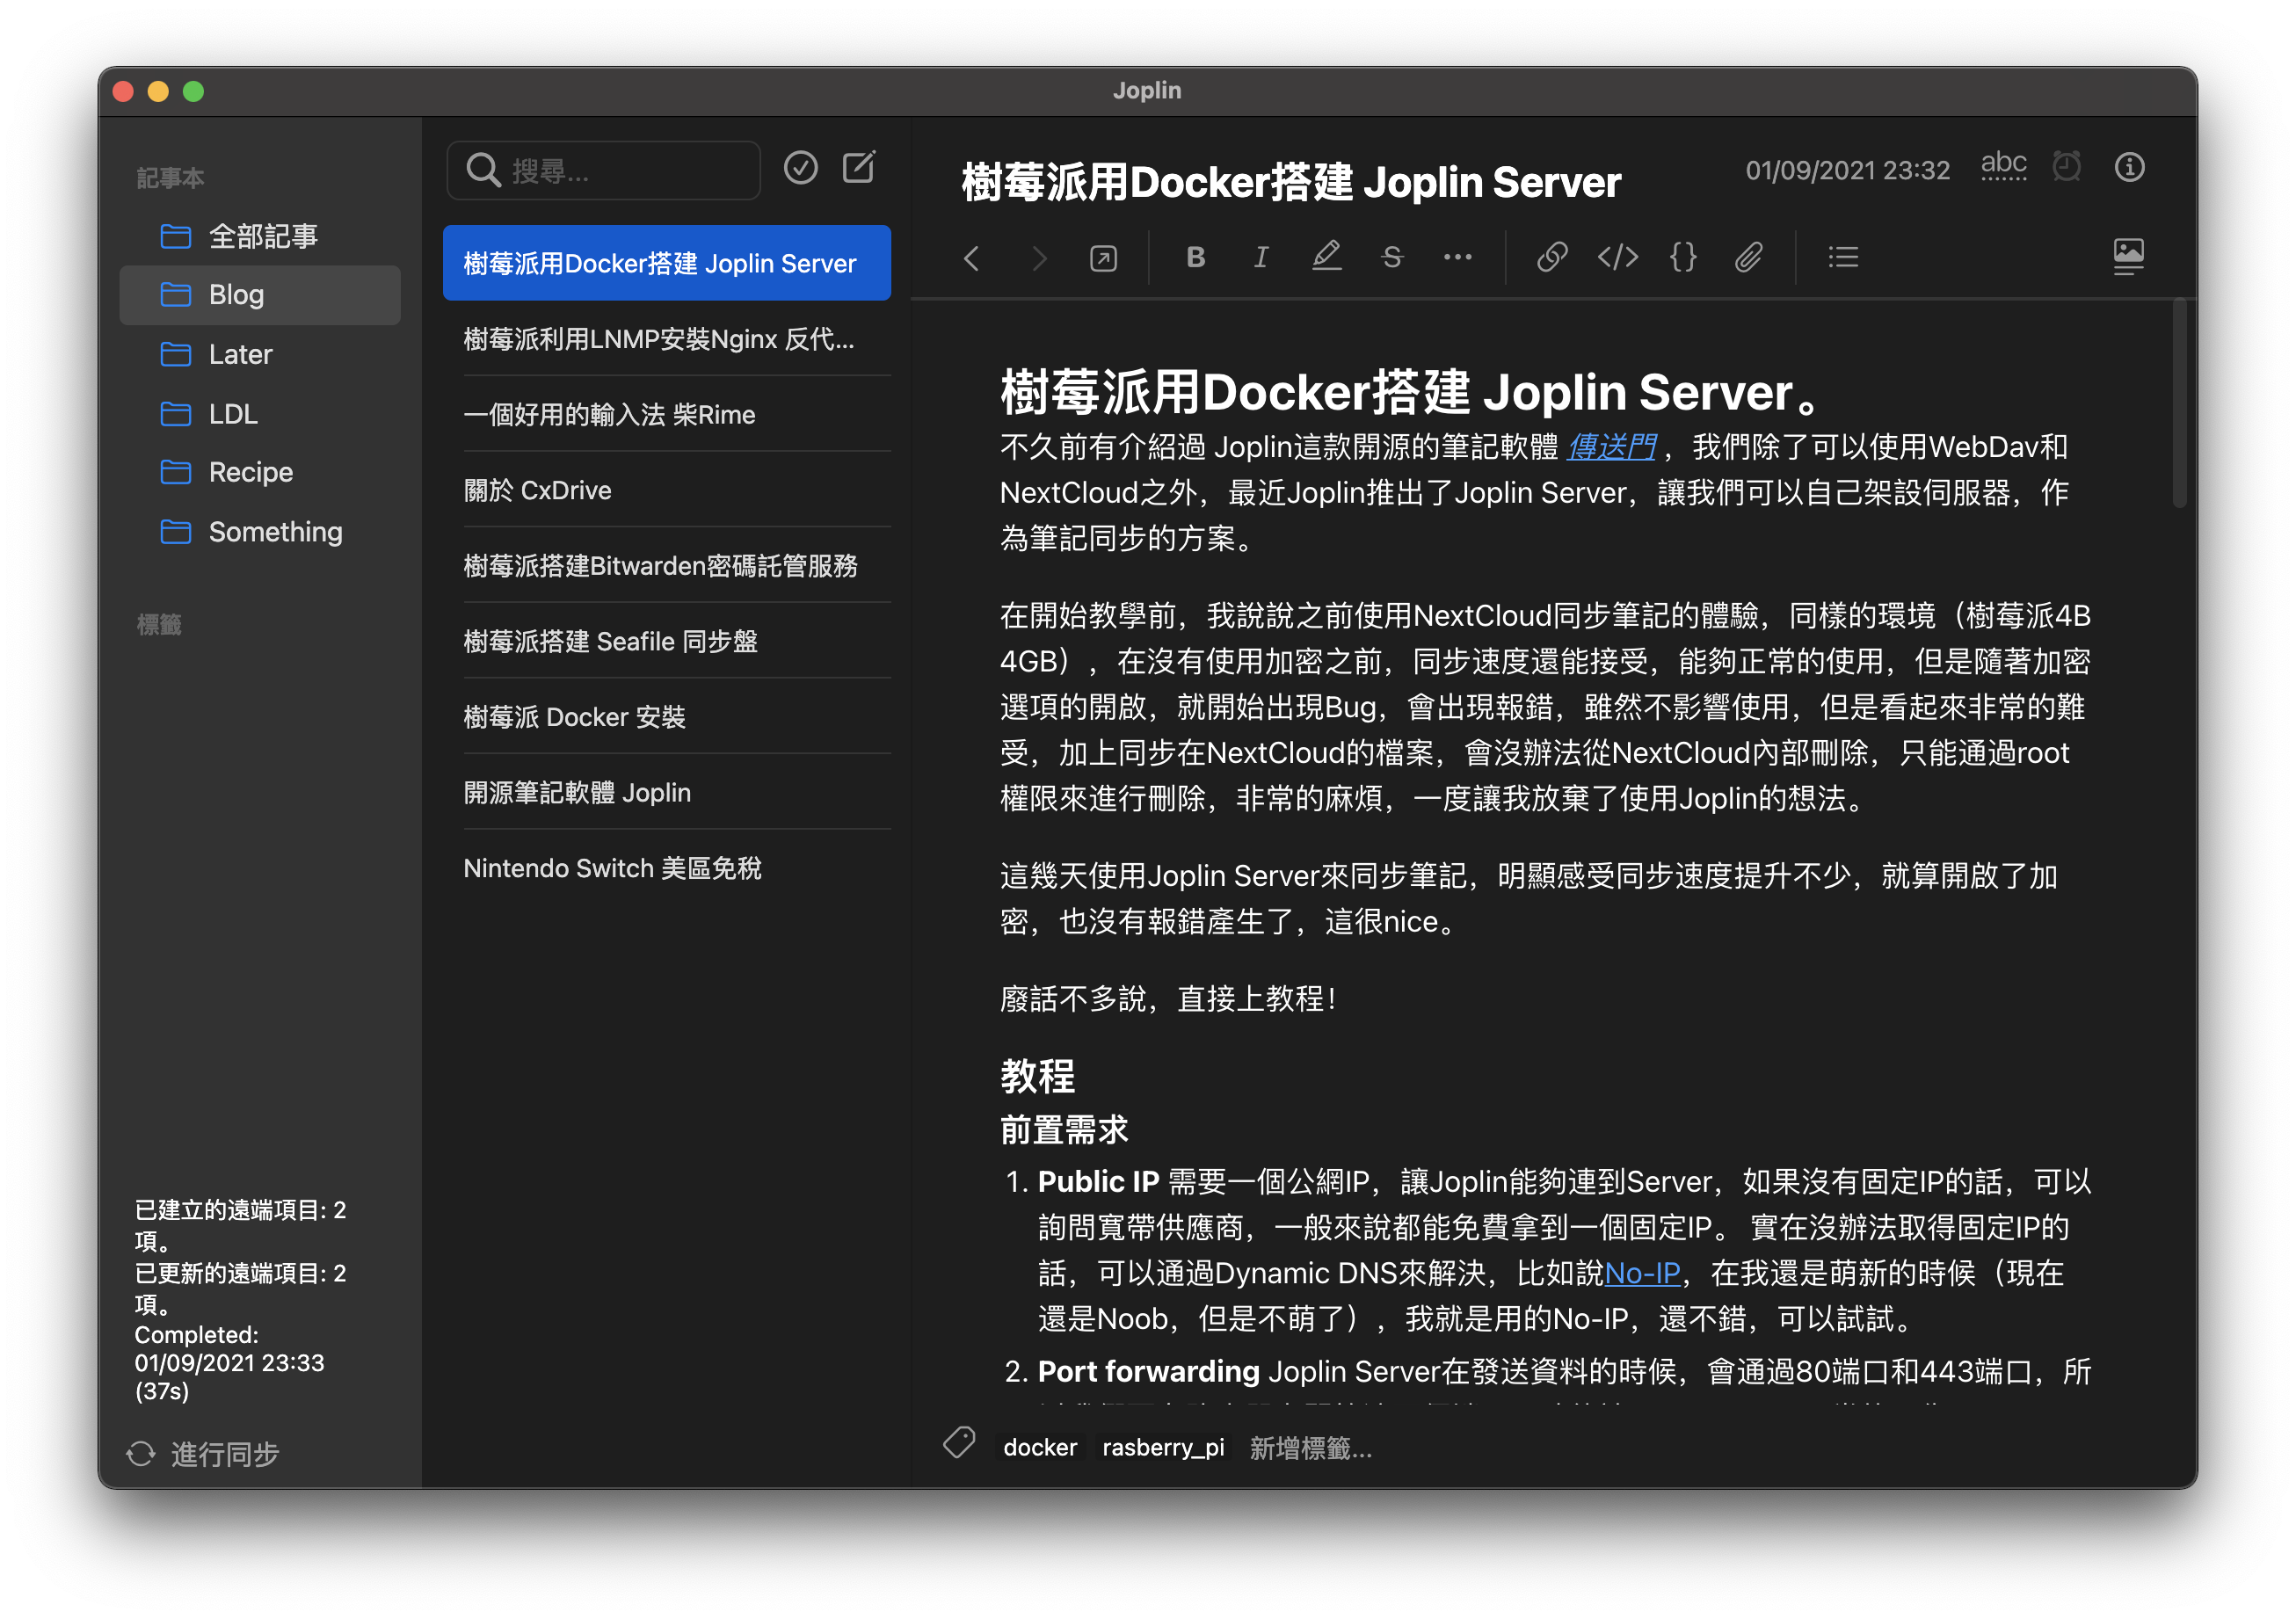 Joplin
記事本
全部記事
Blog
Later
LDL
Recipe
Something
標籤
已建立的遠端項目: 2
項。
已更新的遠端項目: 2
項。
Completed:
01/09/2021 23:33
(37s)
進行同步
搜尋...
樹莓派用Docker搭建 Joplin Server
樹莓派利用LNMP安裝Nginx 反代...
一個好用的輸入法 柴Rime
關於 CxDrive
樹莓派搭建Bitwarden密碼託管服務
樹莓派搭建 Seafile 同步盤
樹莓派 Docker 安裝
開源筆記軟體 Joplin
Nintendo Switch 美區免稅
樹莓派用Docker搭建 Joplin Server
01/09/2021 23:32
abc
B I S
樹莓派用Docker搭建 Joplin Server。
不久前有介紹過 Joplin這款開源的筆記軟體 傳送門 ，我們除了可以使用WebDav和
NextCloud之外，最近Joplin推出了Joplin Server，讓我們可以自己架設伺服器，作
為筆記同步的方案。
在開始教學前，我說說之前使用NextCloud同步筆記的體驗，同樣的環境（樹莓派4B
4GB），在沒有使用加密之前，同步速度還能接受，能夠正常的使用，但是隨著加密
選項的開啟，就開始出現Bug，會出現報錯，雖然不影響使用，但是看起來非常的難
受，加上同步在NextCloud的檔案，會沒辦法從NextCloud內部刪除，只能通過root
權限來進行刪除，非常的麻煩，一度讓我放棄了使用Joplin的想法。
這幾天使用Joplin Server來同步筆記，明顯感受同步速度提升不少，就算開啟了加
密，也沒有報錯產生了，這很nice。
廢話不多說，直接上教程！
教程
前置需求
1. Public IP 需要一個公網IP，讓Joplin能夠連到Server，如果沒有固定IP的話，可以
詢問寬帶供應商，一般來說都能免費拿到一個固定IP。 實在沒辦法取得固定IP的
話，可以通過Dynamic DNS來解決，比如說No-IP，在我還是萌新的時候（現在
還是Noob，但是不萌了），我就是用的No-IP，還不錯，可以試試。
2. Port forwarding Joplin Server在發送資料的時候，會通過80端口和443端口，所
docker rasberry_pi 新增標籤...